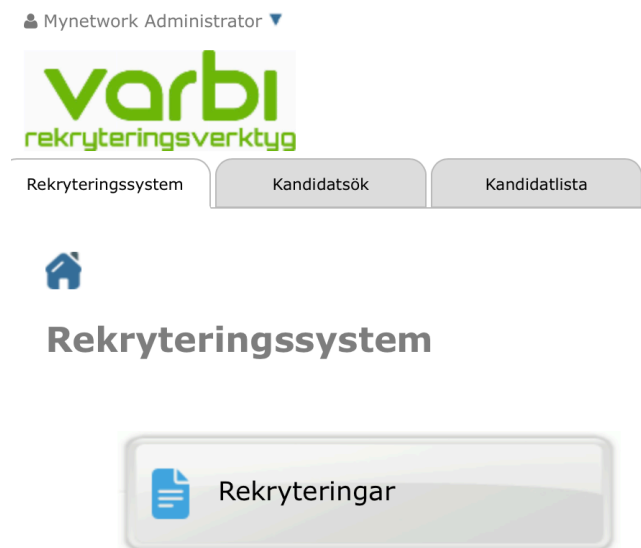 Mynetwork Administrator
varbi
rekryteringsverktyg
Rekryteringssystem Kandidatsök Kandidatlista
Rekryteringssystem
Rekryteringar